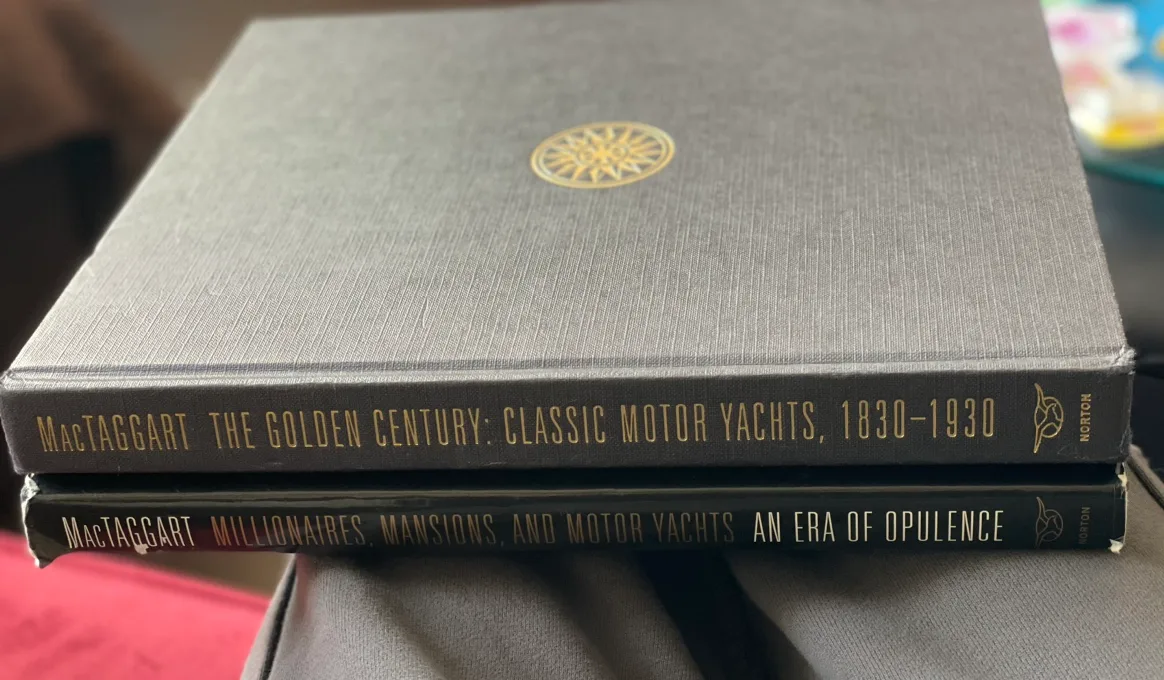 MACTAGGART THE GOLDEN CENTURY: CLASSIC MOTOR YACHTS, 1830–1930 NORTON
MACTAGGART MILLIONAIRES, MANSIONS, AND MOTOR YACHTS AN ERA OF OPULENCE NORTON